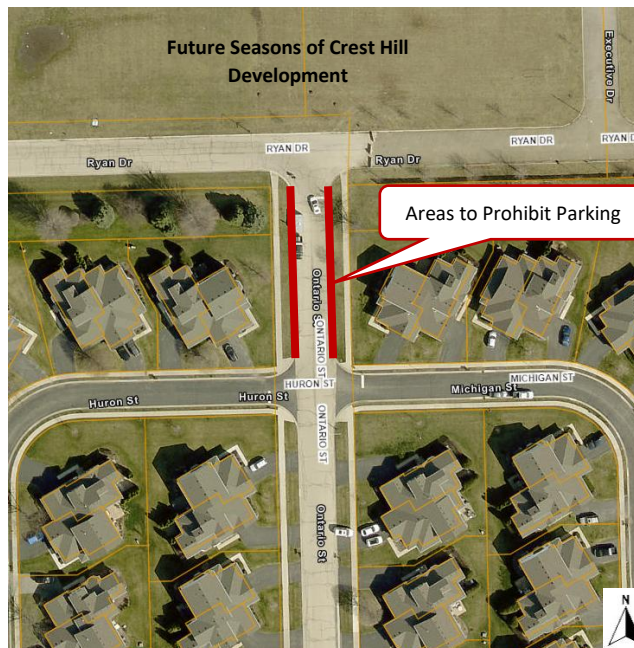 Future Seasons of Crest Hill
Development
Executive Dr
RYAN DR
RYAN DR
RYAN D
Ryan Dr
Ryan Dr
Areas to Prohibit Parking
Ontario S
ONTARIO ST
HURON ST
MICHIGAN ST
Huron St
Huron St
Michigan St
ONTARIO ST
Ontario St
N